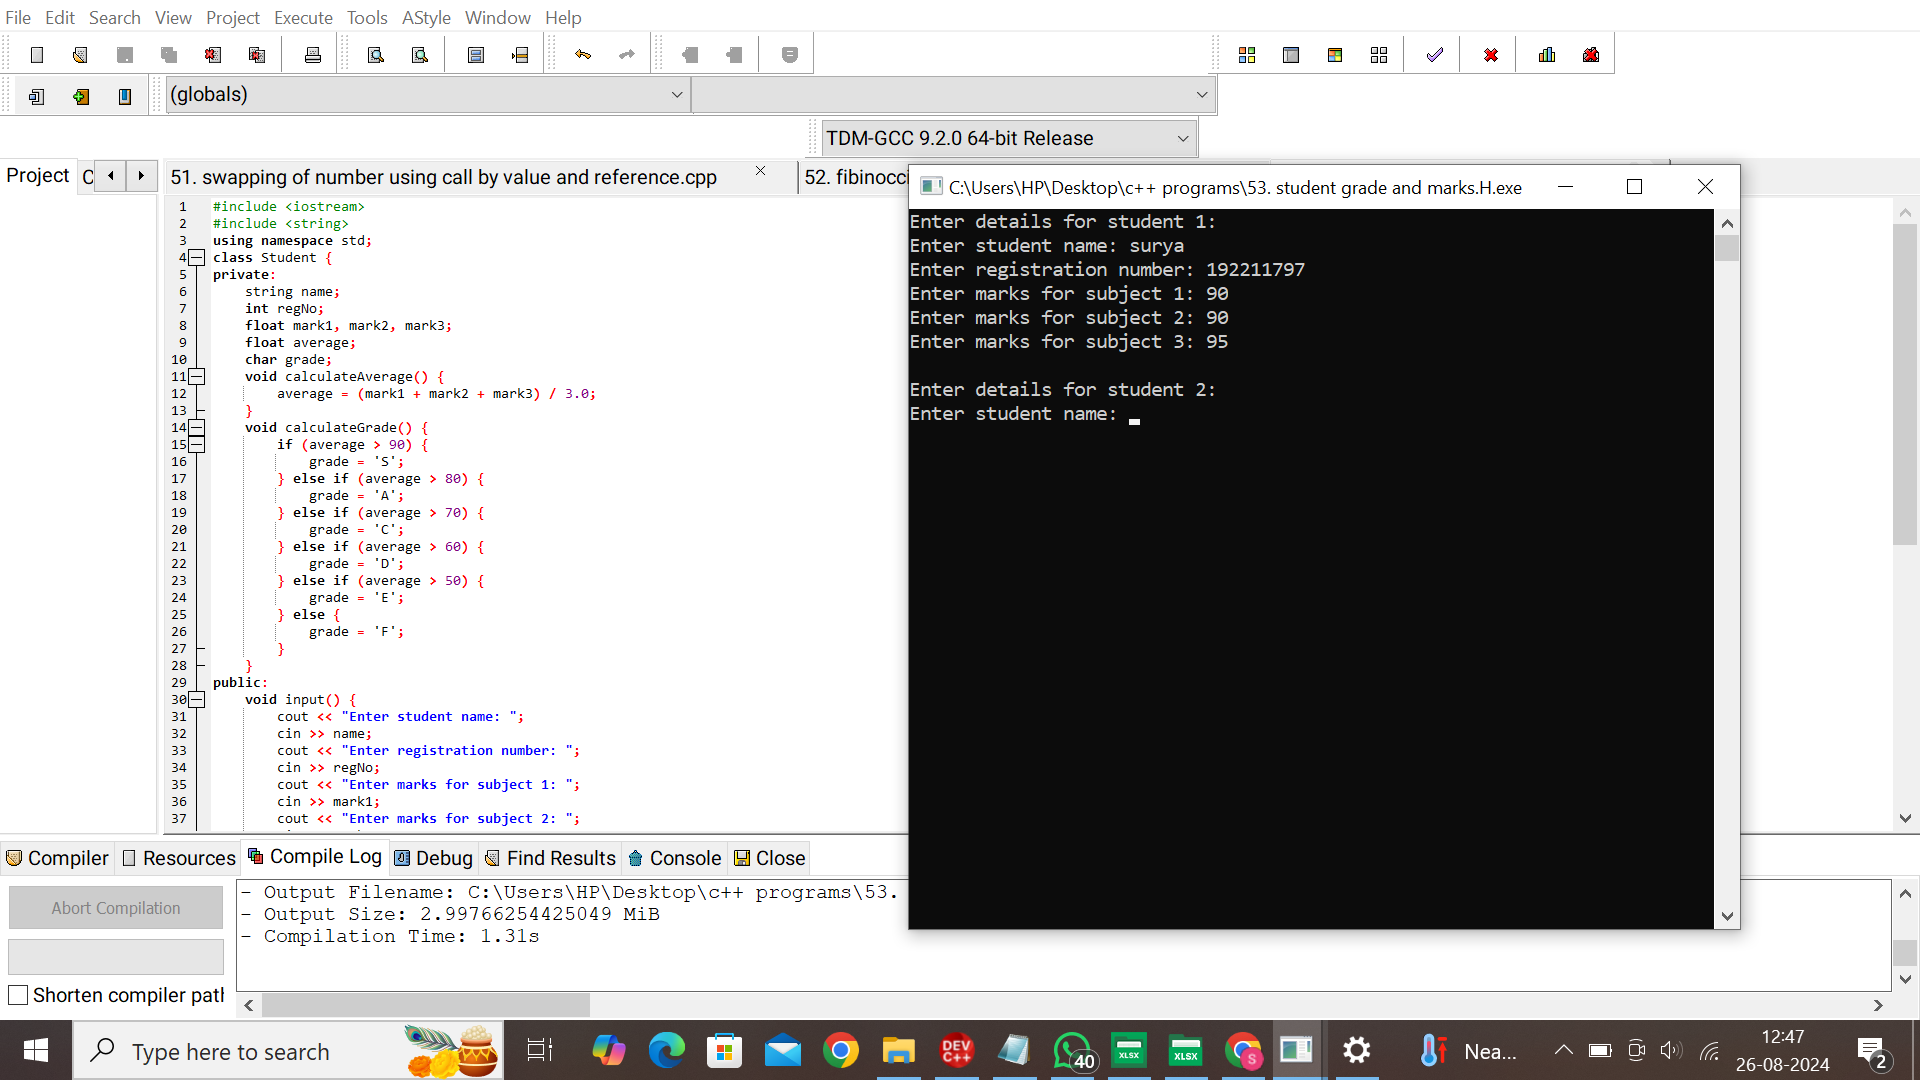 File Edit Search View Project Execute Tools AStyle Window Help
(globals)
TDM-GCC 9.2.0 64-bit Release
Project
51. swapping of number using call by value and reference.cpp
52. fibinocci
1 #include <iostream>
2 #include <string>
3 using namespace std;
4 class Student {
5 private:
6 string name;
7 int regNo;
8 float mark1, mark2, mark3;
9 float average;
10 char grade;
11 void calculateAverage() {
12 average = (mark1 + mark2 + mark3) / 3.0;
13 }
14 void calculateGrade() {
15 if (average > 90) {
16 grade = 'S';
17 } else if (average > 80) {
18 grade = 'A';
19 } else if (average > 70) {
20 grade = 'C';
21 } else if (average > 60) {
22 grade = 'D';
23 } else if (average > 50) {
24 grade = 'E';
25 } else {
26 grade = 'F';
27 }
28 }
29 public:
30 void input() {
31 cout << "Enter student name: ";
32 cin >> name;
33 cout << "Enter registration number: ";
34 cin >> regNo;
35 cout << "Enter marks for subject 1: ";
36 cin >> mark1;
37 cout << "Enter marks for subject 2: ";
C:\Users\HP\Desktop\c++ programs\53. student grade and marks.H.exe
Enter details for student 1:
Enter student name: surya
Enter registration number: 192211797
Enter marks for subject 1: 90
Enter marks for subject 2: 90
Enter marks for subject 3: 95
Enter details for student 2:
Enter student name:
Compiler Resources Compile Log Debug Find Results Console Close
Abort Compilation
Shorten compiler path
- Output Filename: C:\Users\HP\Desktop\c++ programs\53.
- Output Size: 2.99766254425049 MiB
- Compilation Time: 1.31s
Type here to search
DEV C++
40
XLSX
XLSX
S
Nea...
12:47
26-08-2024
2